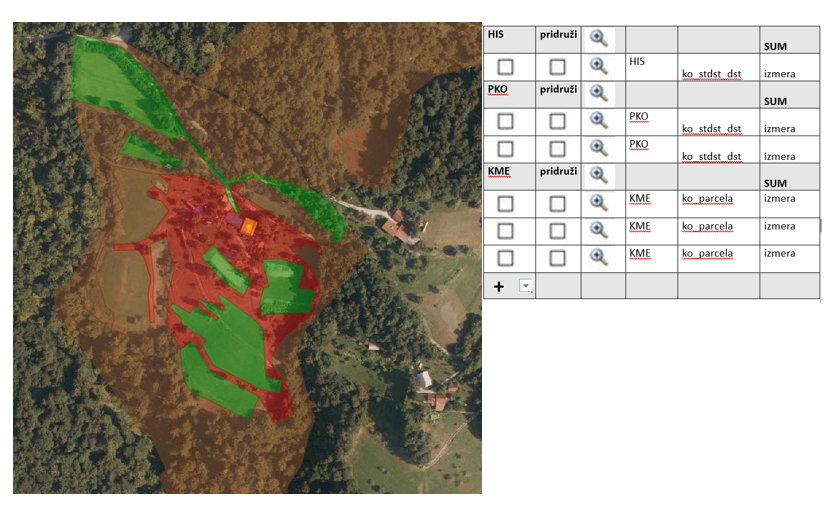 HIS pridruži SUM
HIS ko_stdst_dst izmera
PKO SUM
PKO ko_stdst_dst izmera
PKO ko_stdst_dst izmera
KME pridruži SUM
KME ko_parcela izmera
KME ko_parcela izmera
KME ko_parcela izmera
+